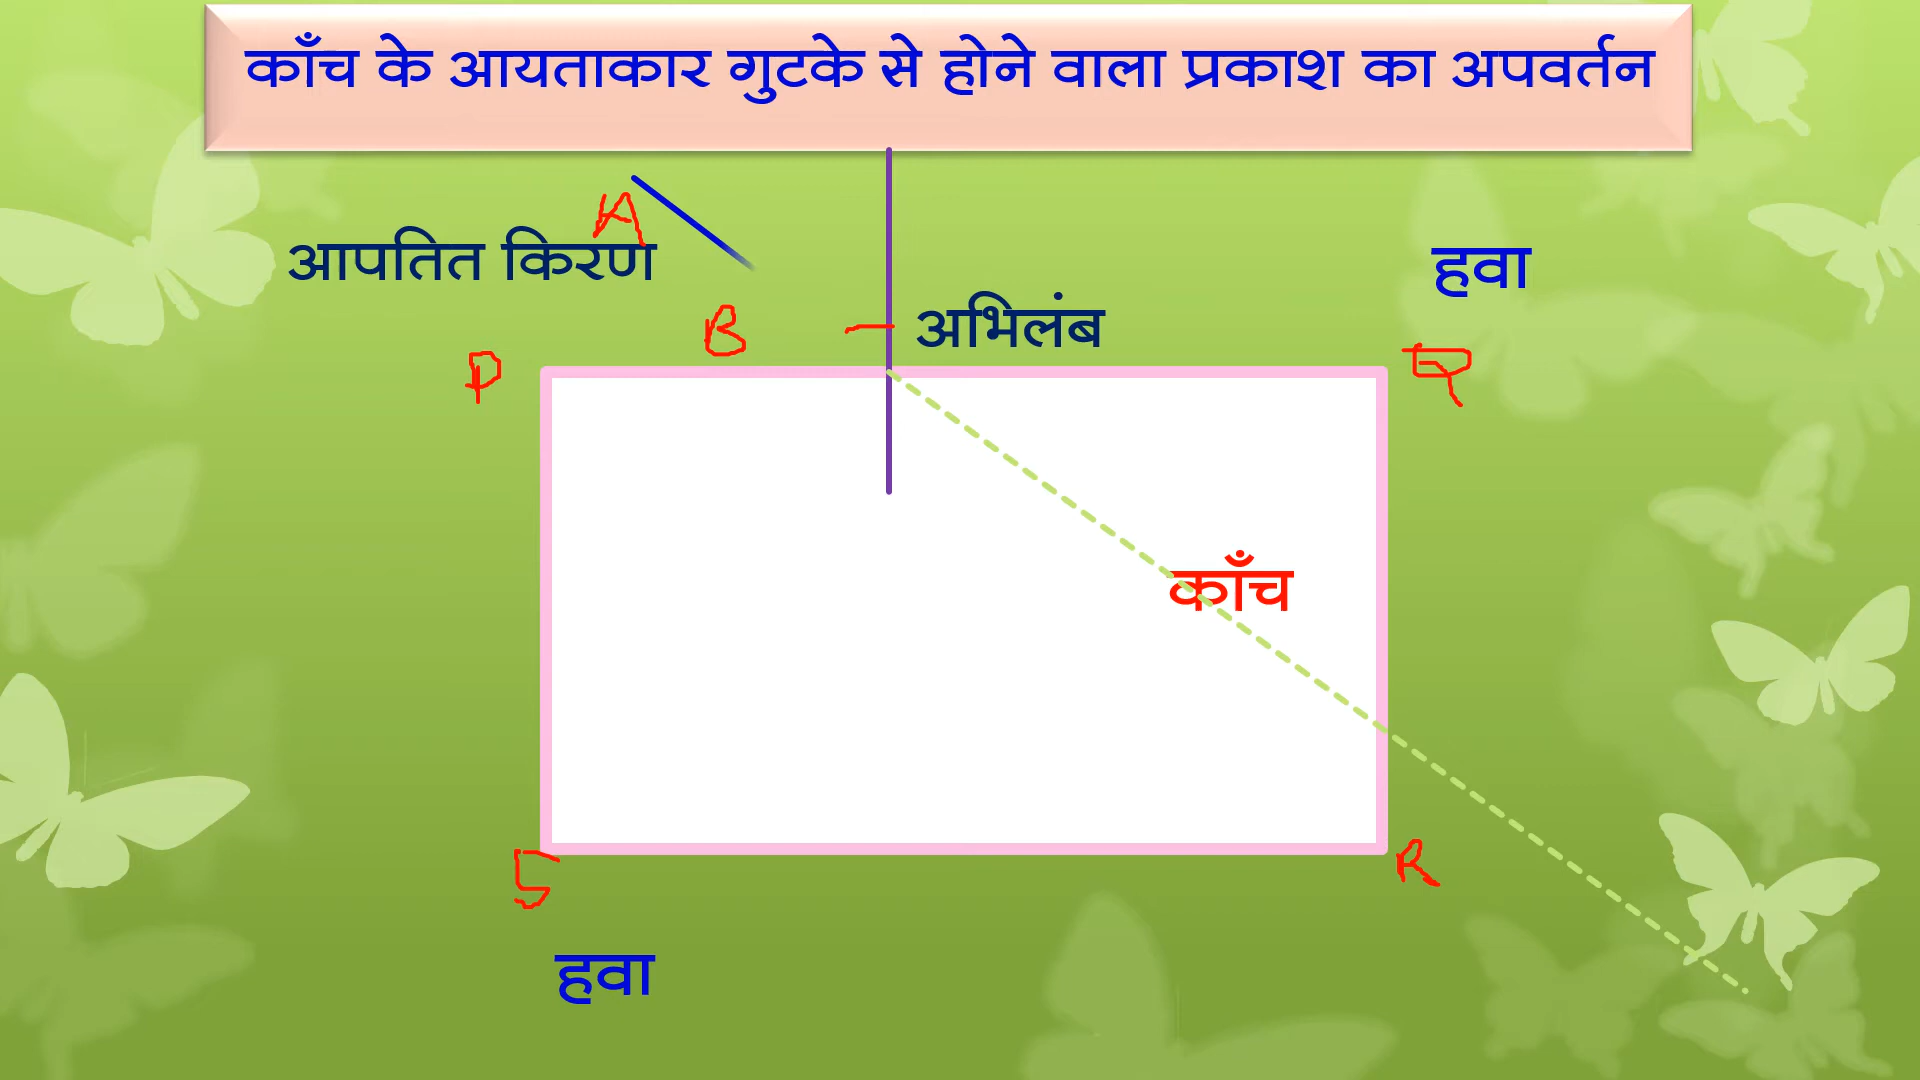 काँच के आयताकार गुटके से होने वाला प्रकाश का अपवर्तन
A
आपतित किरण
हवा
B
अभिलंब
P
काँच
S
R
हवा